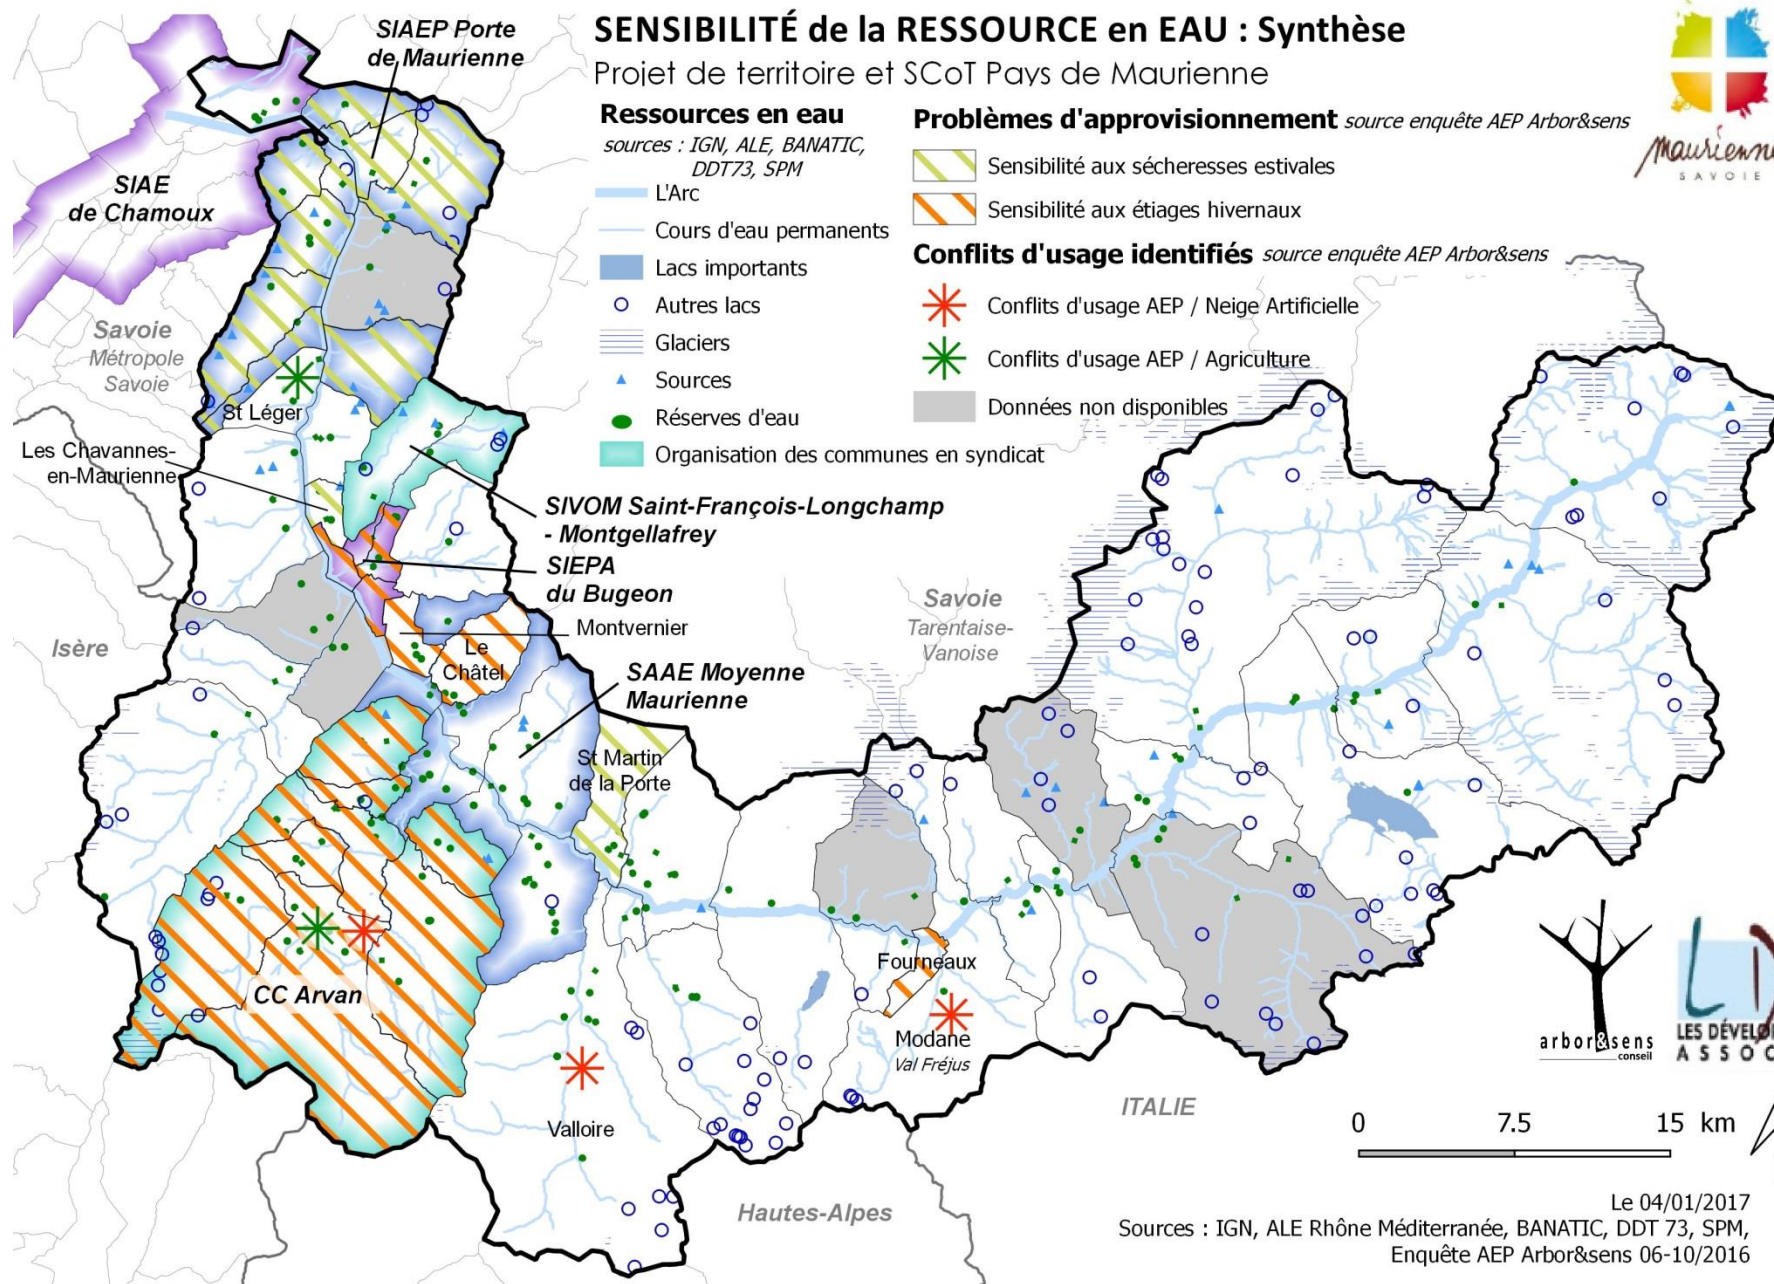 SENSIBILITÉ de la RESSOURCE en EAU : Synthèse
Projet de territoire et SCoT Pays de Maurienne
Ressources en eau
sources : IGN, ALE, BANATIC,
DDT73, SPM
L'Arc
Cours d'eau permanents
Lacs importants
Autres lacs
Glaciers
Sources
Réserves d'eau
Organisation des communes en syndicat
Problèmes d'approvisionnement source enquête AEP Arbor&sens
Sensibilité aux sécheresses estivales
Sensibilité aux étiages hivernaux
Conflits d'usage identifiés source enquête AEP Arbor&sens
Conflits d'usage AEP / Neige Artificielle
Conflits d'usage AEP / Agriculture
Données non disponibles
Maurienne
SAVOIE
SIAEP Porte
de Maurienne
SIAE
de Chamoux
Savoie
Métropole
Savoie
St Léger
Les Chavannes-
en-Maurienne
SIVOM Saint-François-Longchamp
- Montgellafrey
SIEPA
du Bugeon
Montvernier
Isère
Le
Châtel
SAAE Moyenne
Maurienne
Savoie
Tarentaise-
Vanoise
St Martin
de la Porte
CC Arvan
Fourneaux
Modane
Val Fréjus
Valloire
ITALIE
Hautes-Alpes
arbor&sens
conseil
LES DÉVELO
ASSOC
0 7.5 15 km
Le 04/01/2017
Sources : IGN, ALE Rhône Méditerranée, BANATIC, DDT 73, SPM,
Enquête AEP Arbor&sens 06-10/2016